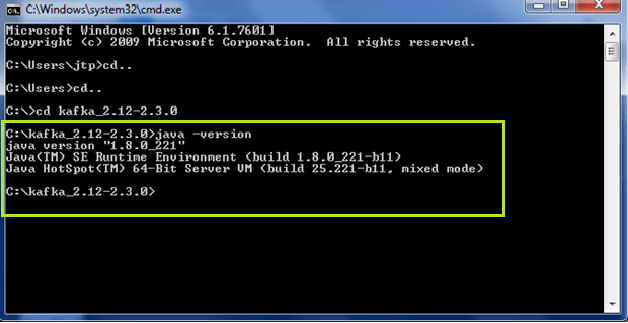 C:\Windows\system32\cmd.exe
Microsoft Windows [Version 6.1.7601]
Copyright (c) 2009 Microsoft Corporation.  All rights reserved.
C:\Users\jtp>cd..
C:\Users>cd..
C:\>cd kafka_2.12-2.3.0
C:\kafka_2.12-2.3.0>java -version
java version "1.8.0_221"
Java(TM) SE Runtime Environment (build 1.8.0_221-b11)
Java HotSpot(TM) 64-Bit Server VM (build 25.221-b11, mixed mode)
C:\kafka_2.12-2.3.0>